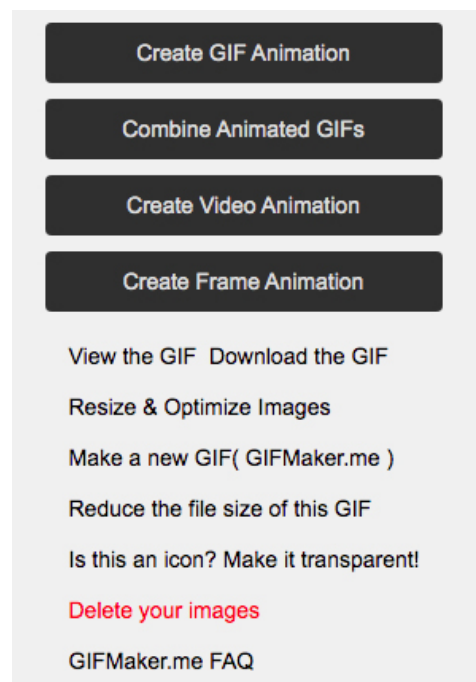 Create GIF Animation
Combine Animated GIFs
Create Video Animation
Create Frame Animation
View the GIF  Download the GIF
Resize & Optimize Images
Make a new GIF( GIFMaker.me )
Reduce the file size of this GIF
Is this an icon? Make it transparent!
Delete your images
GIFMaker.me FAQ